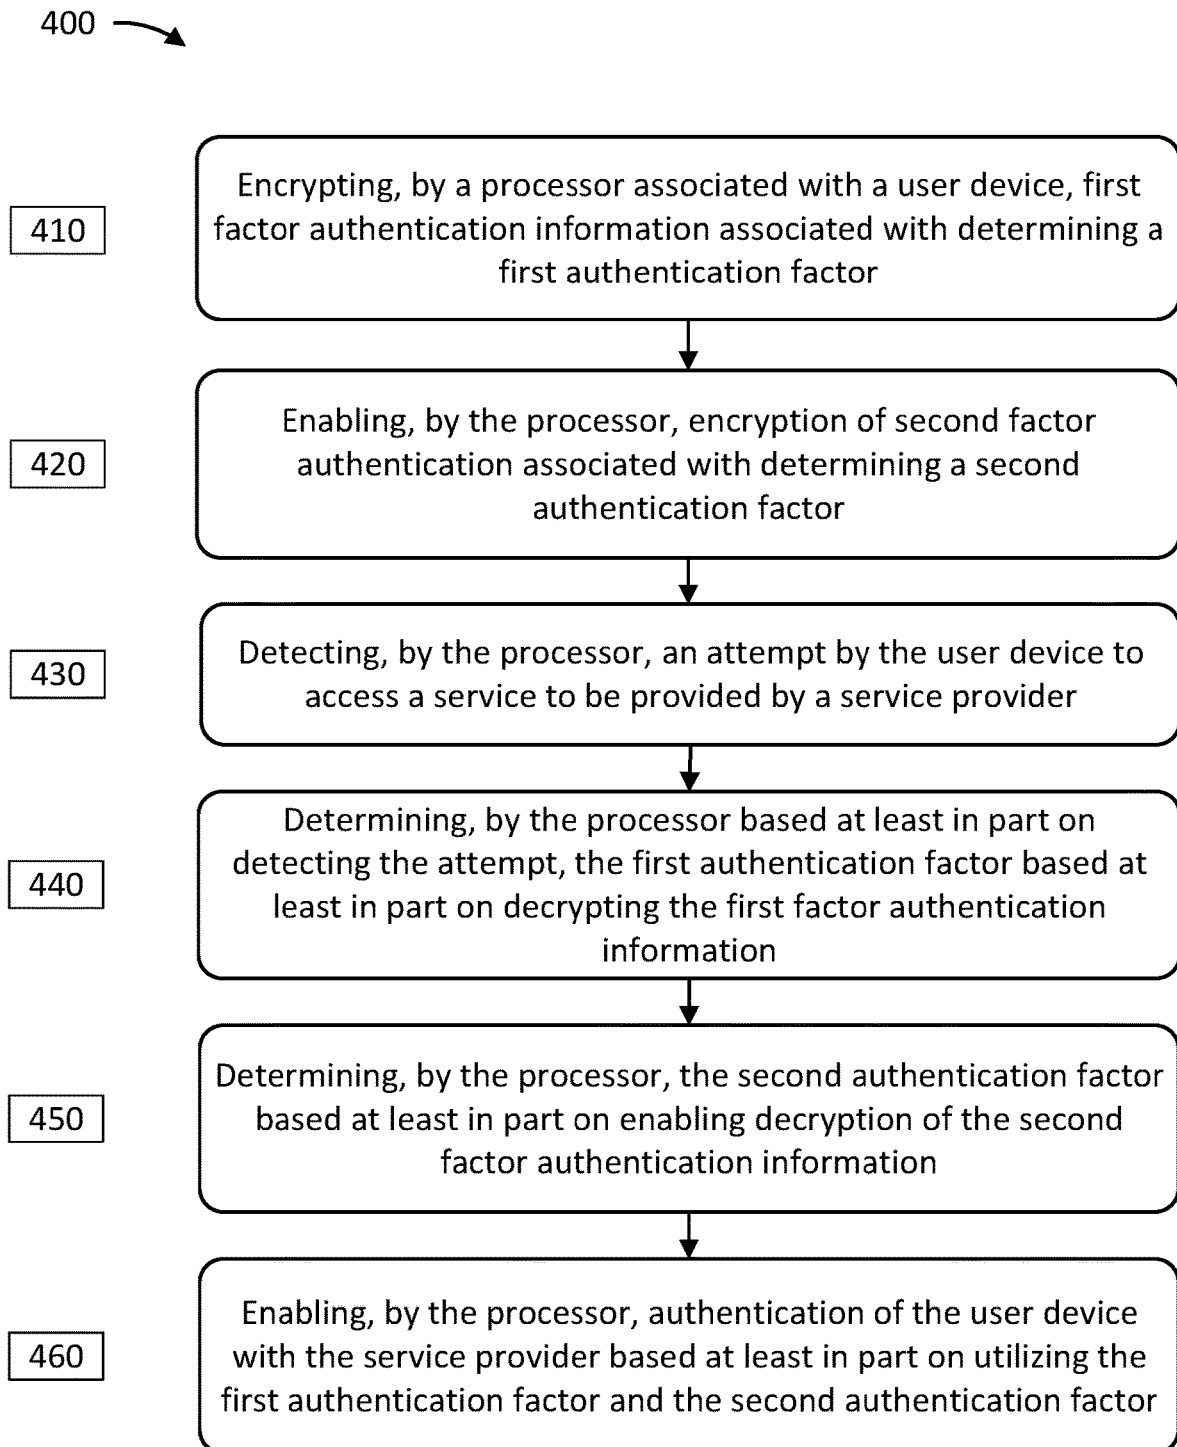 400
410
Encrypting, by a processor associated with a user device, first
factor authentication information associated with determining a
first authentication factor
420
Enabling, by the processor, encryption of second factor
authentication associated with determining a second
authentication factor
430
Detecting, by the processor, an attempt by the user device to
access a service to be provided by a service provider
440
Determining, by the processor based at least in part on
detecting the attempt, the first authentication factor based at
least in part on decrypting the first factor authentication
information
450
Determining, by the processor, the second authentication factor
based at least in part on enabling decryption of the second
factor authentication information
460
Enabling, by the processor, authentication of the user device
with the service provider based at least in part on utilizing the
first authentication factor and the second authentication factor